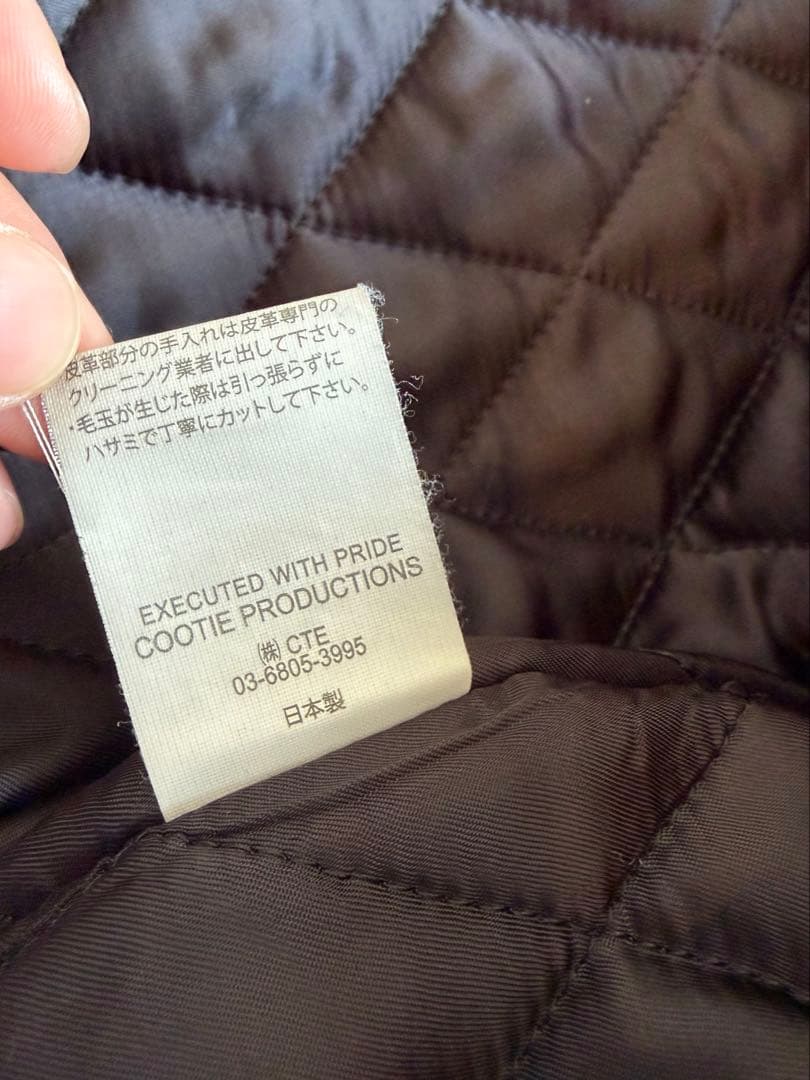 皮革部分の手入れは皮革専門の
クリーニング業者に出して下さい。
・毛玉が生じた際は引っ張らずに
ハサミで丁寧にカットして下さい。
EXECUTED WITH PRIDE
COOTIE PRODUCTIONS
㈱ CTE
03-6805-3995
日本製